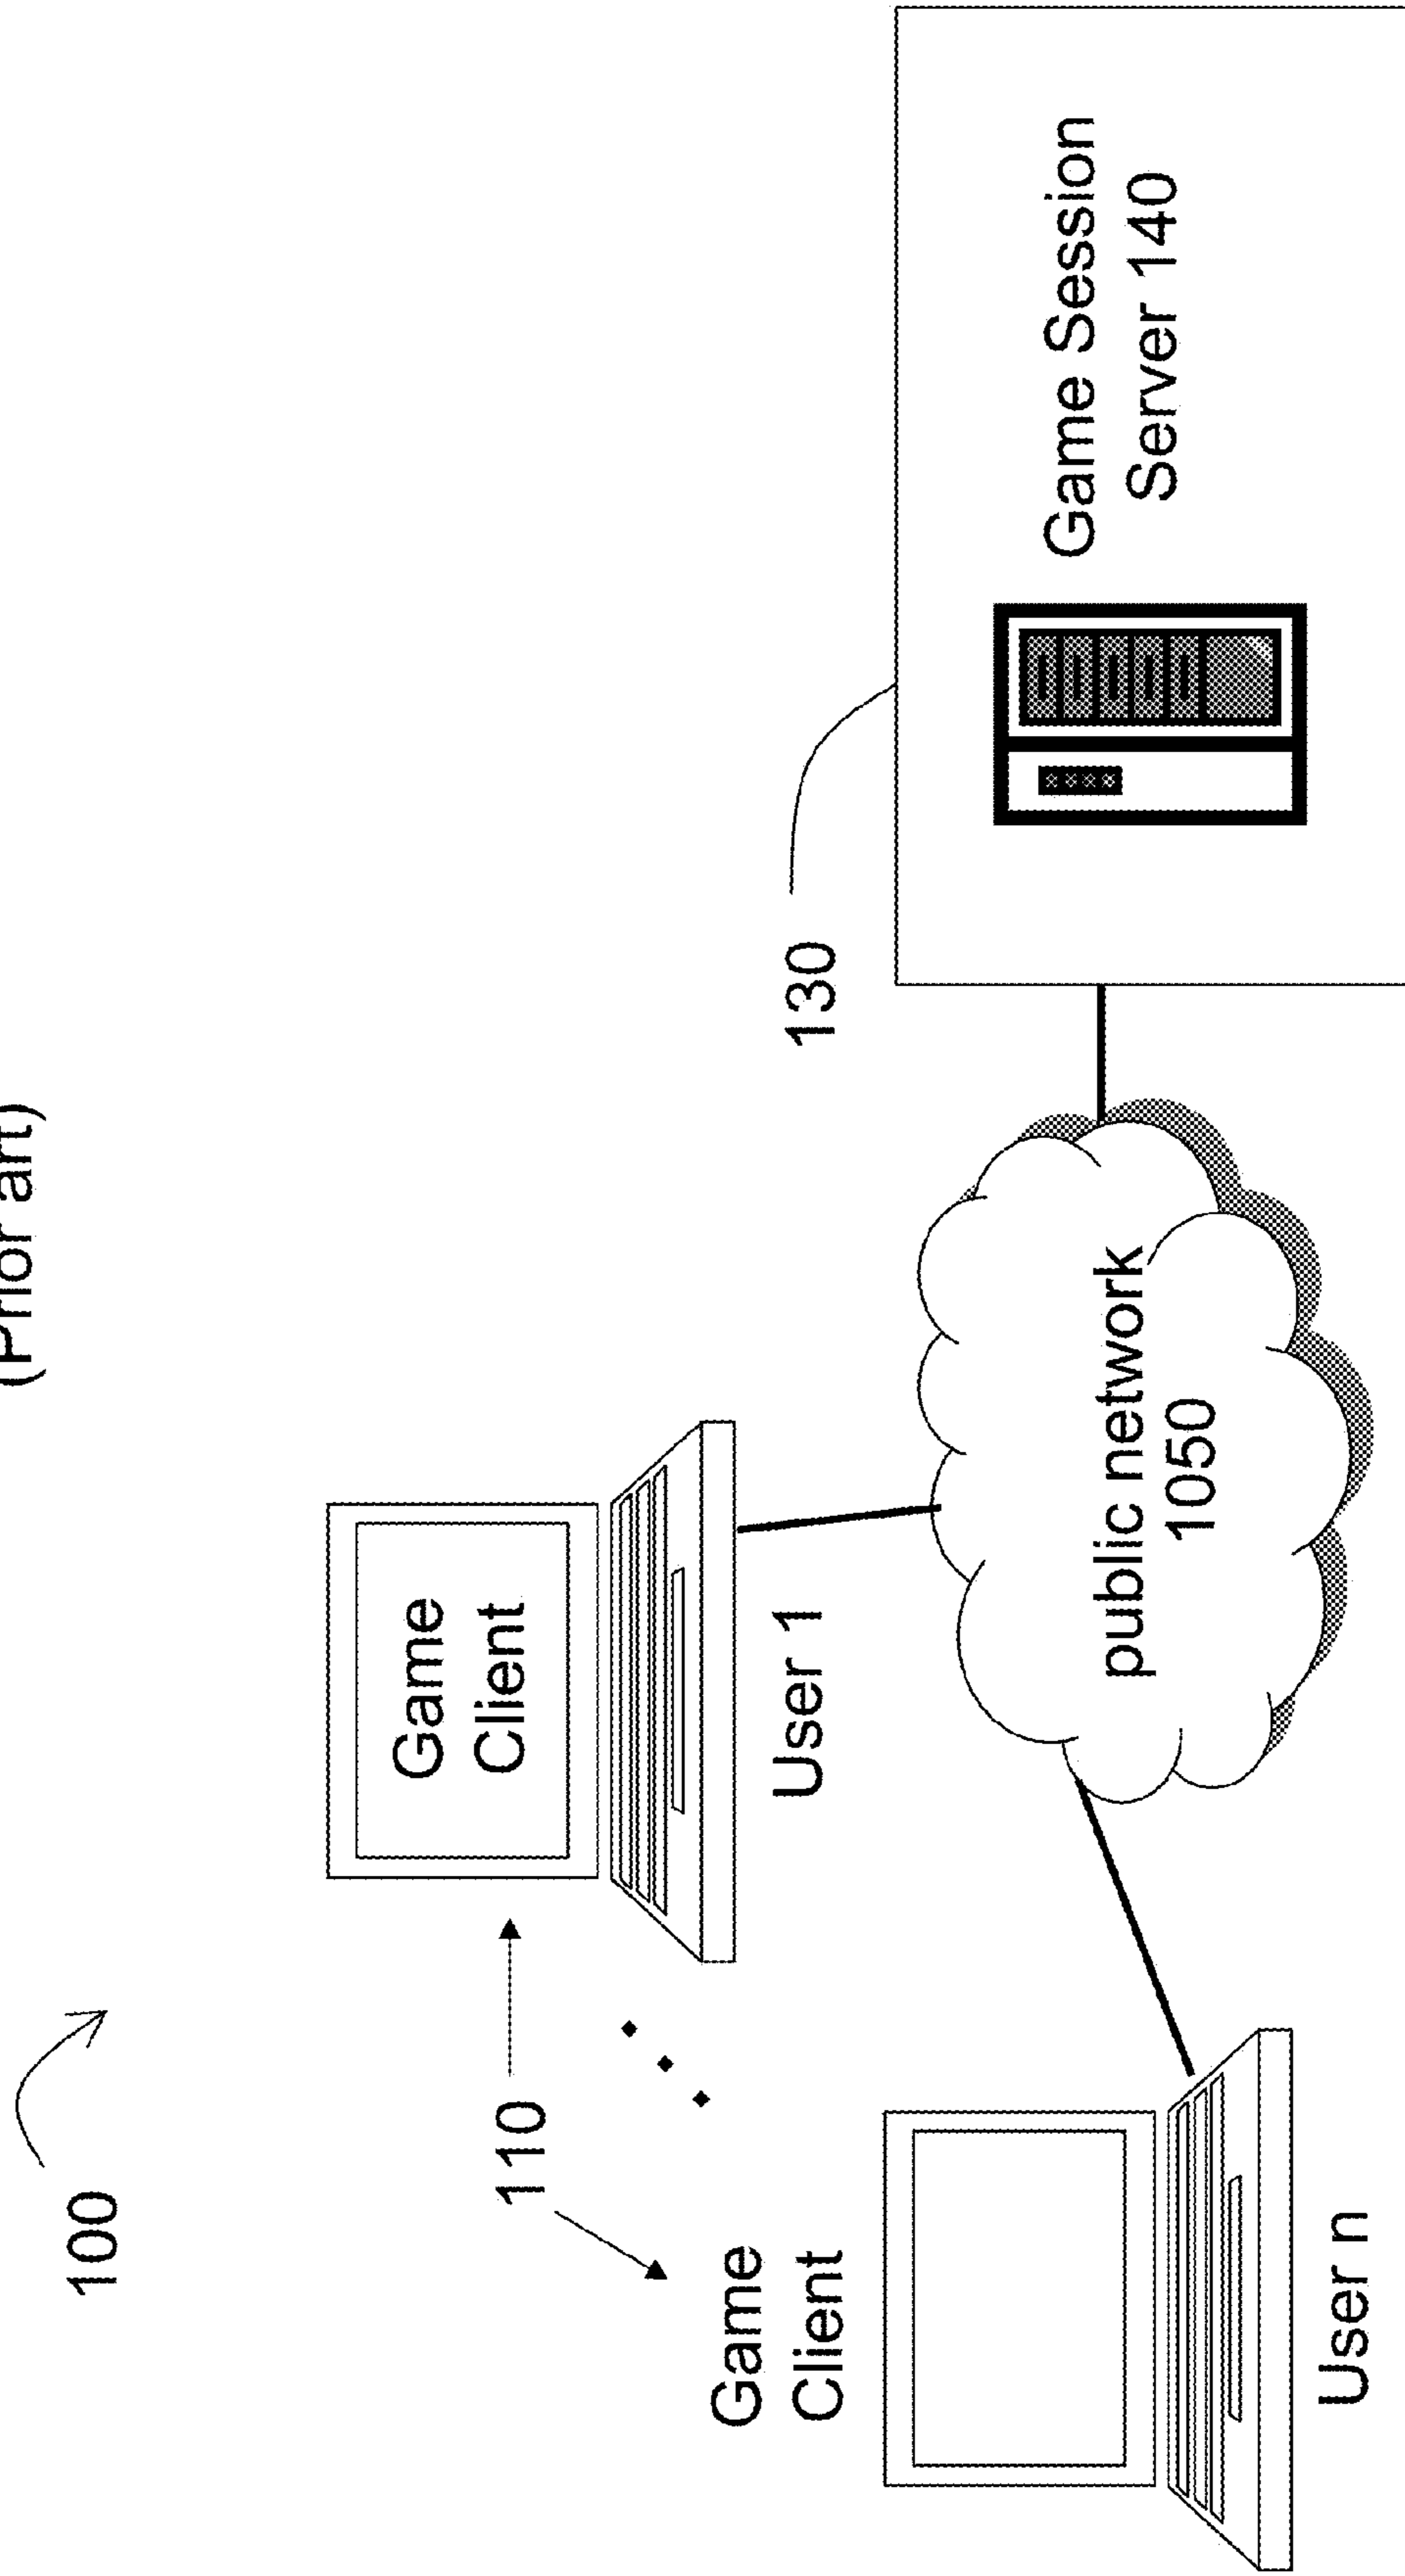 (Prior art)
100
110
Game
Client
User 1
Game
Client
User n
public network
1050
130
Game Session
Server 140